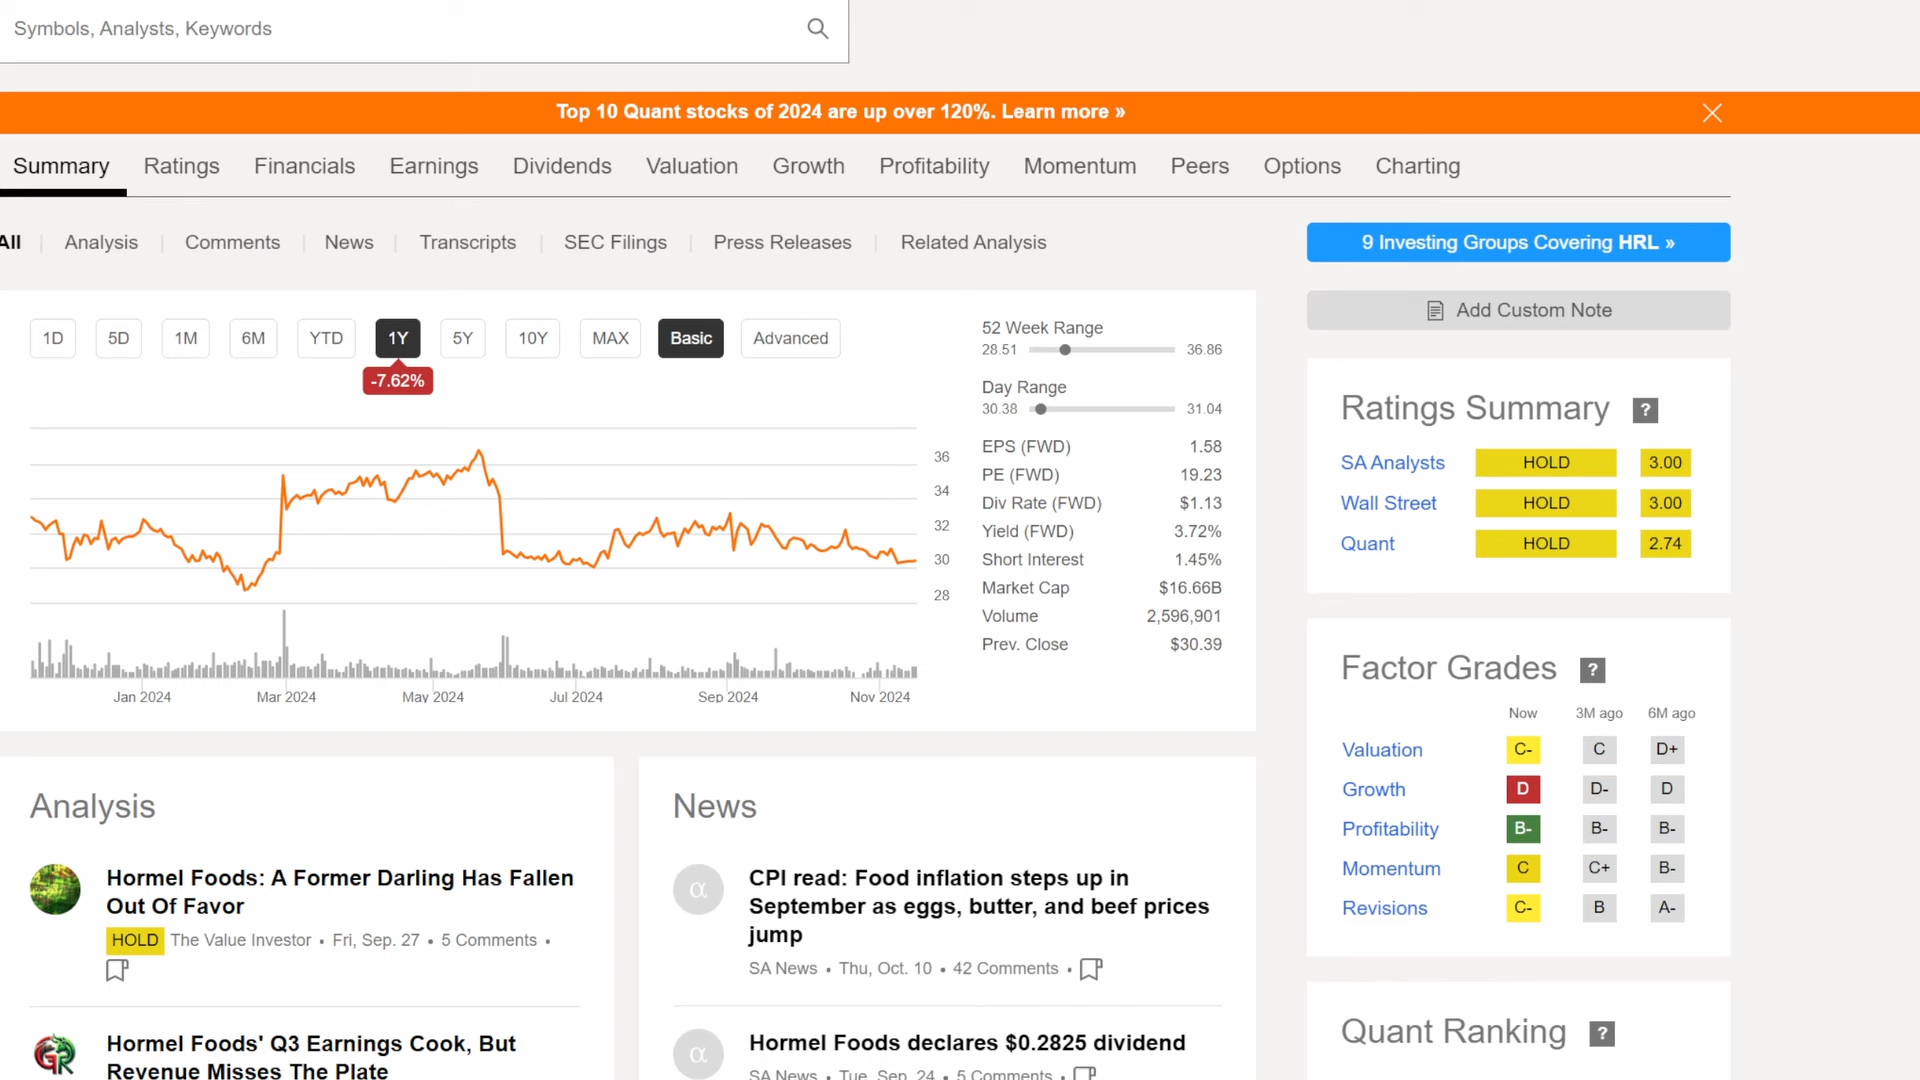 Symbols, Analysts, Keywords
Top 10 Quant stocks of 2024 are up over 120%. Learn more »
Summary Ratings Financials Earnings Dividends Valuation Growth Profitability Momentum Peers Options Charting
All Analysis Comments News Transcripts SEC Filings Press Releases Related Analysis
9 Investing Groups Covering HRL »
Add Custom Note
1D 5D 1M 6M YTD 1Y 5Y 10Y MAX Basic Advanced
-7.62%
36
34
32
30
28
Jan 2024 Mar 2024 May 2024 Jul 2024 Sep 2024 Nov 2024
52 Week Range
28.51 36.86
Day Range
30.38 31.04
EPS (FWD) 1.58
PE (FWD) 19.23
Div Rate (FWD) $1.13
Yield (FWD) 3.72%
Short Interest 1.45%
Market Cap $16.66B
Volume 2,596,901
Prev. Close $30.39
Ratings Summary ?
SA Analysts HOLD 3.00
Wall Street HOLD 3.00
Quant HOLD 2.74
Factor Grades ?
Now 3M ago 6M ago
Valuation C- C D+
Growth D D- D
Profitability B- B- B-
Momentum C C+ B-
Revisions C- B A-
Quant Ranking ?
Analysis
Hormel Foods: A Former Darling Has Fallen
Out Of Favor
HOLD The Value Investor • Fri, Sep. 27 • 5 Comments •
GR
Hormel Foods' Q3 Earnings Cook, But
Revenue Misses The Plate
News
α
CPI read: Food inflation steps up in
September as eggs, butter, and beef prices
jump
SA News • Thu, Oct. 10 • 42 Comments •
α
Hormel Foods declares $0.2825 dividend
SA News • Tue, Sep. 24 • 5 Comments •